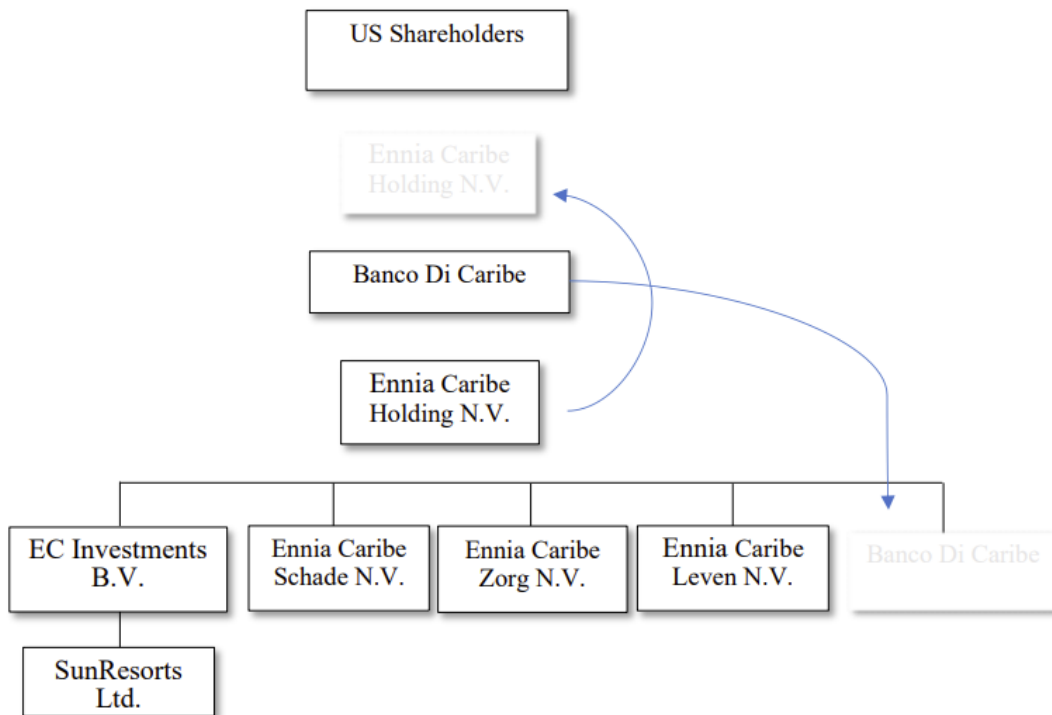 US Shareholders
Ennia Caribe
Holding N.V.
Banco Di Caribe
Ennia Caribe
Holding N.V.
EC Investments
B.V.
Ennia Caribe
Schade N.V.
Ennia Caribe
Zorg N.V.
Ennia Caribe
Leven N.V.
Banco Di Caribe
SunResorts
Ltd.